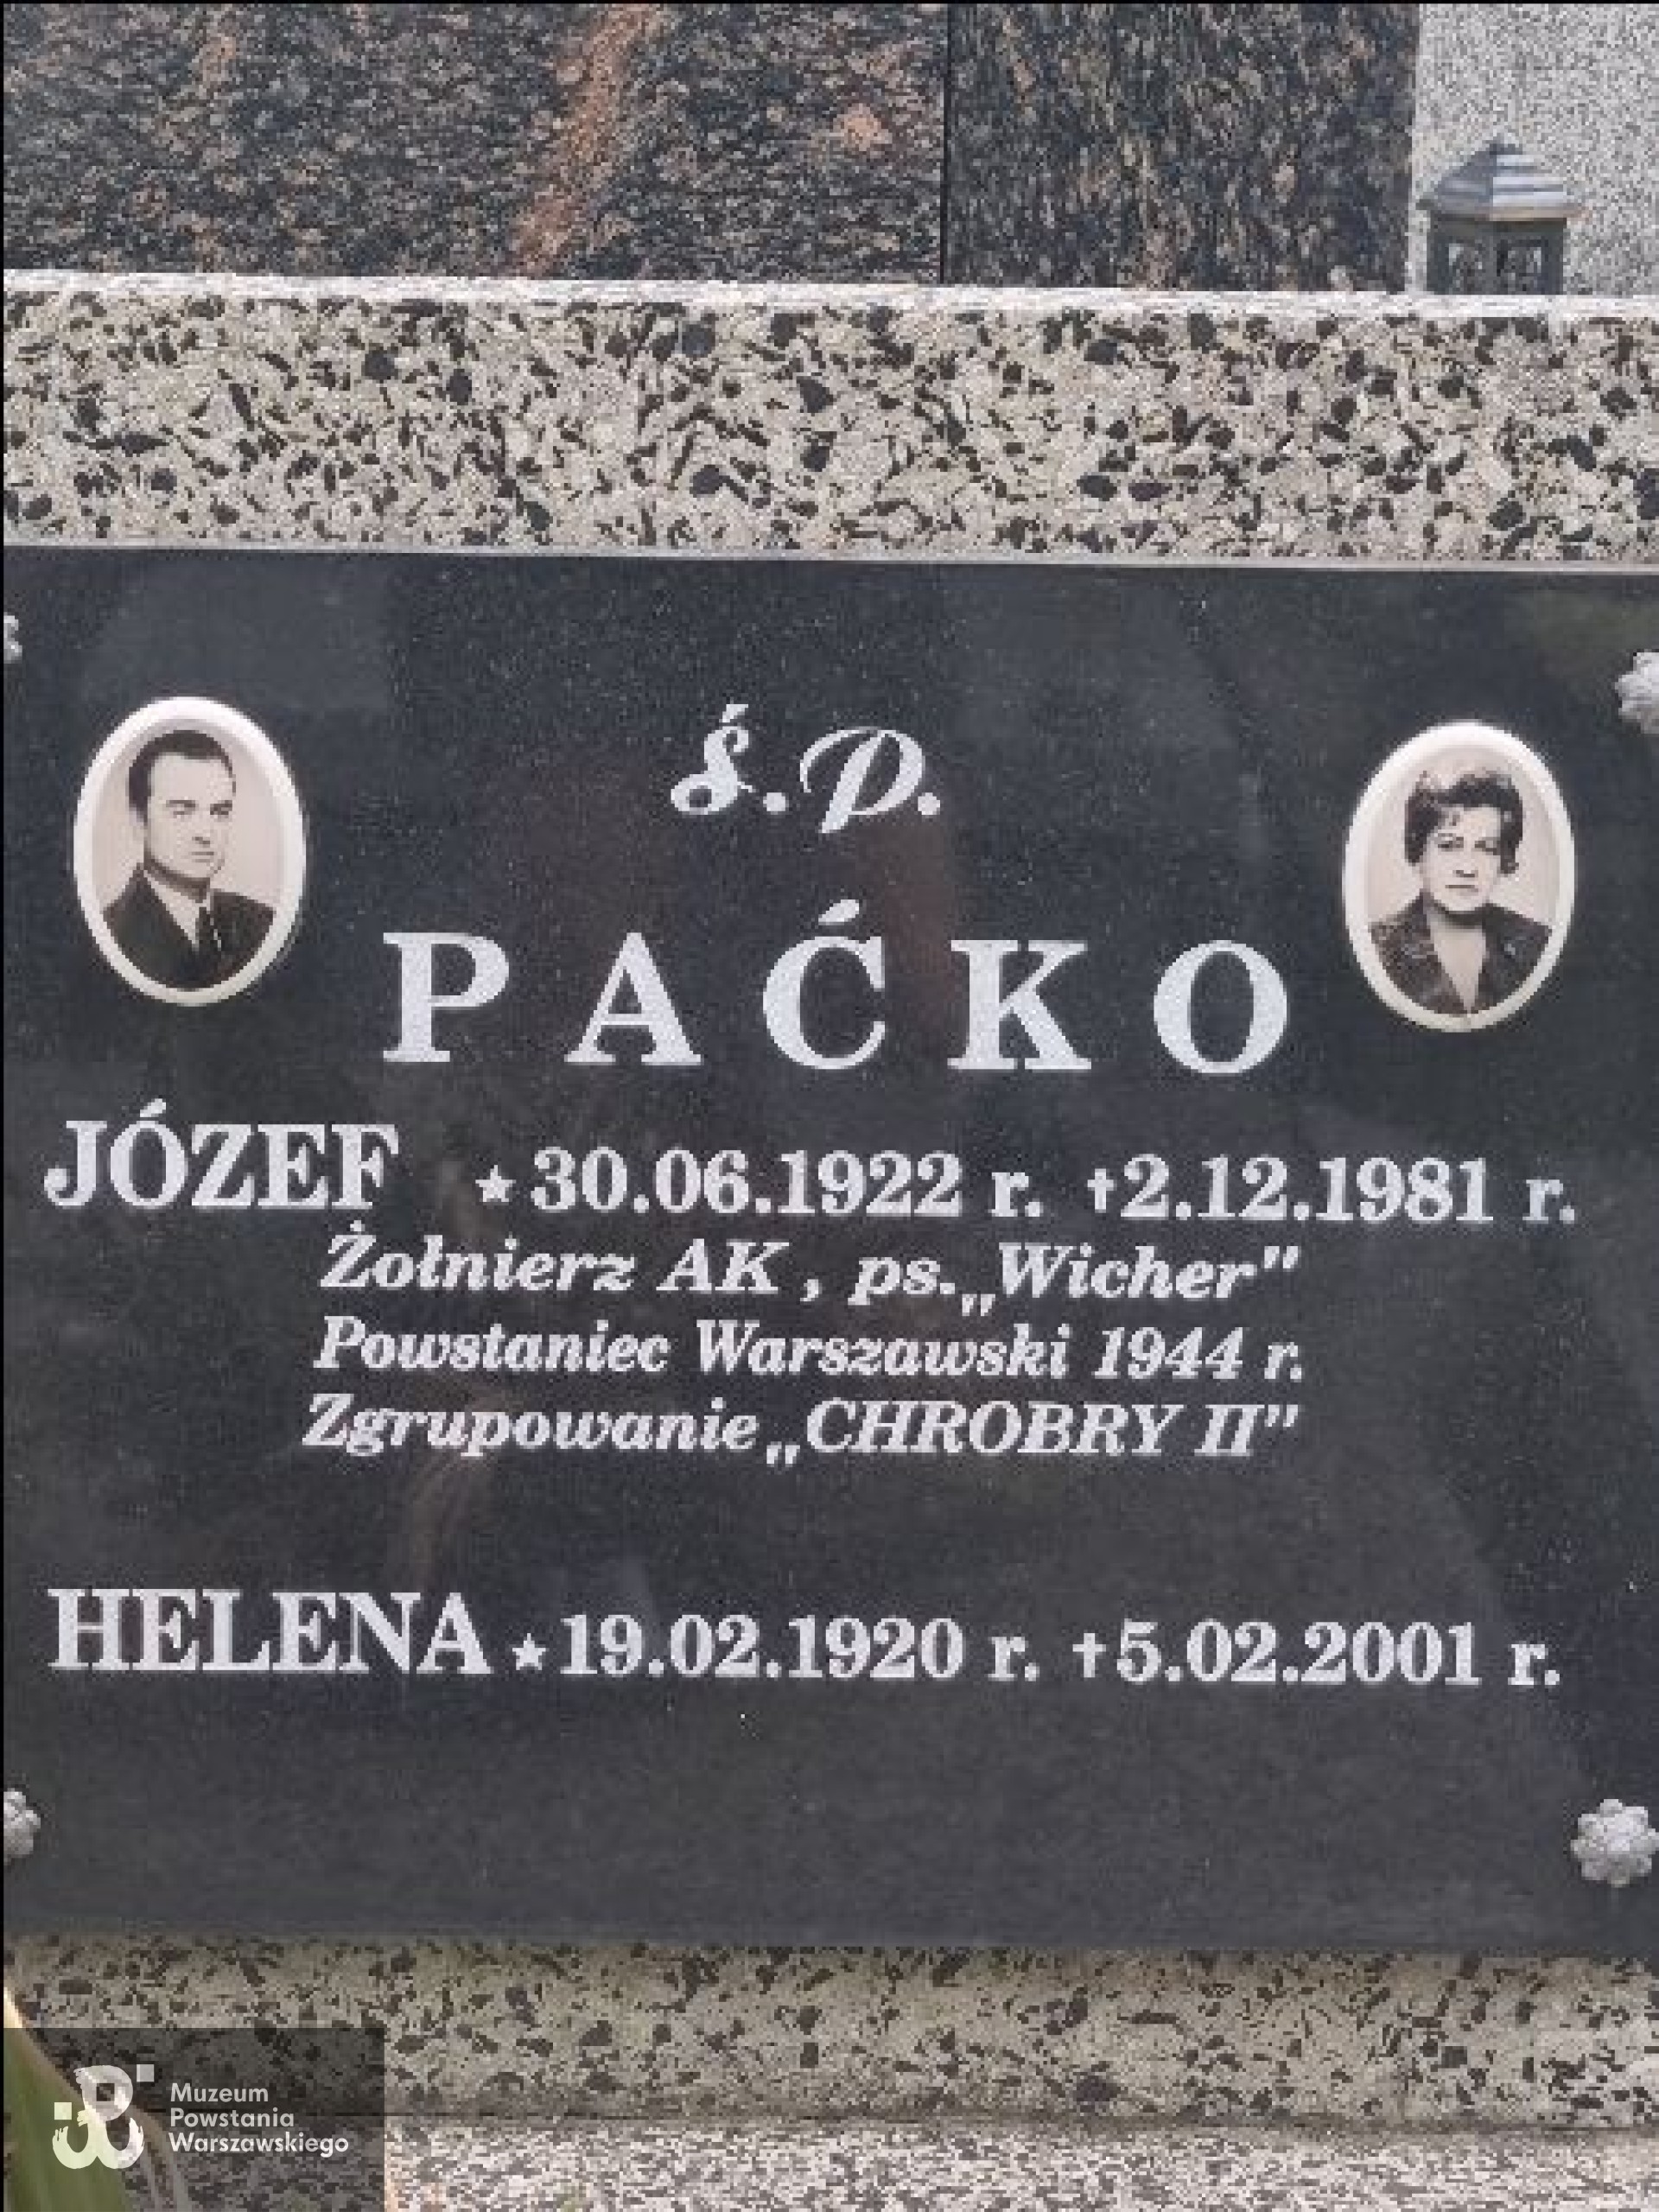 Ś.P.
PAĆKO
JÓZEF ★ 30.06.1922 r. †2.12.1981 r.
Żołnierz AK, ps. „Wicher"
Powstaniec Warszawski 1944 r.
Zgrupowanie „CHROBRY II"
HELENA ★ 19.02.1920 r. †5.02.2001 r.
Muzeum
Powstania
Warszawskiego